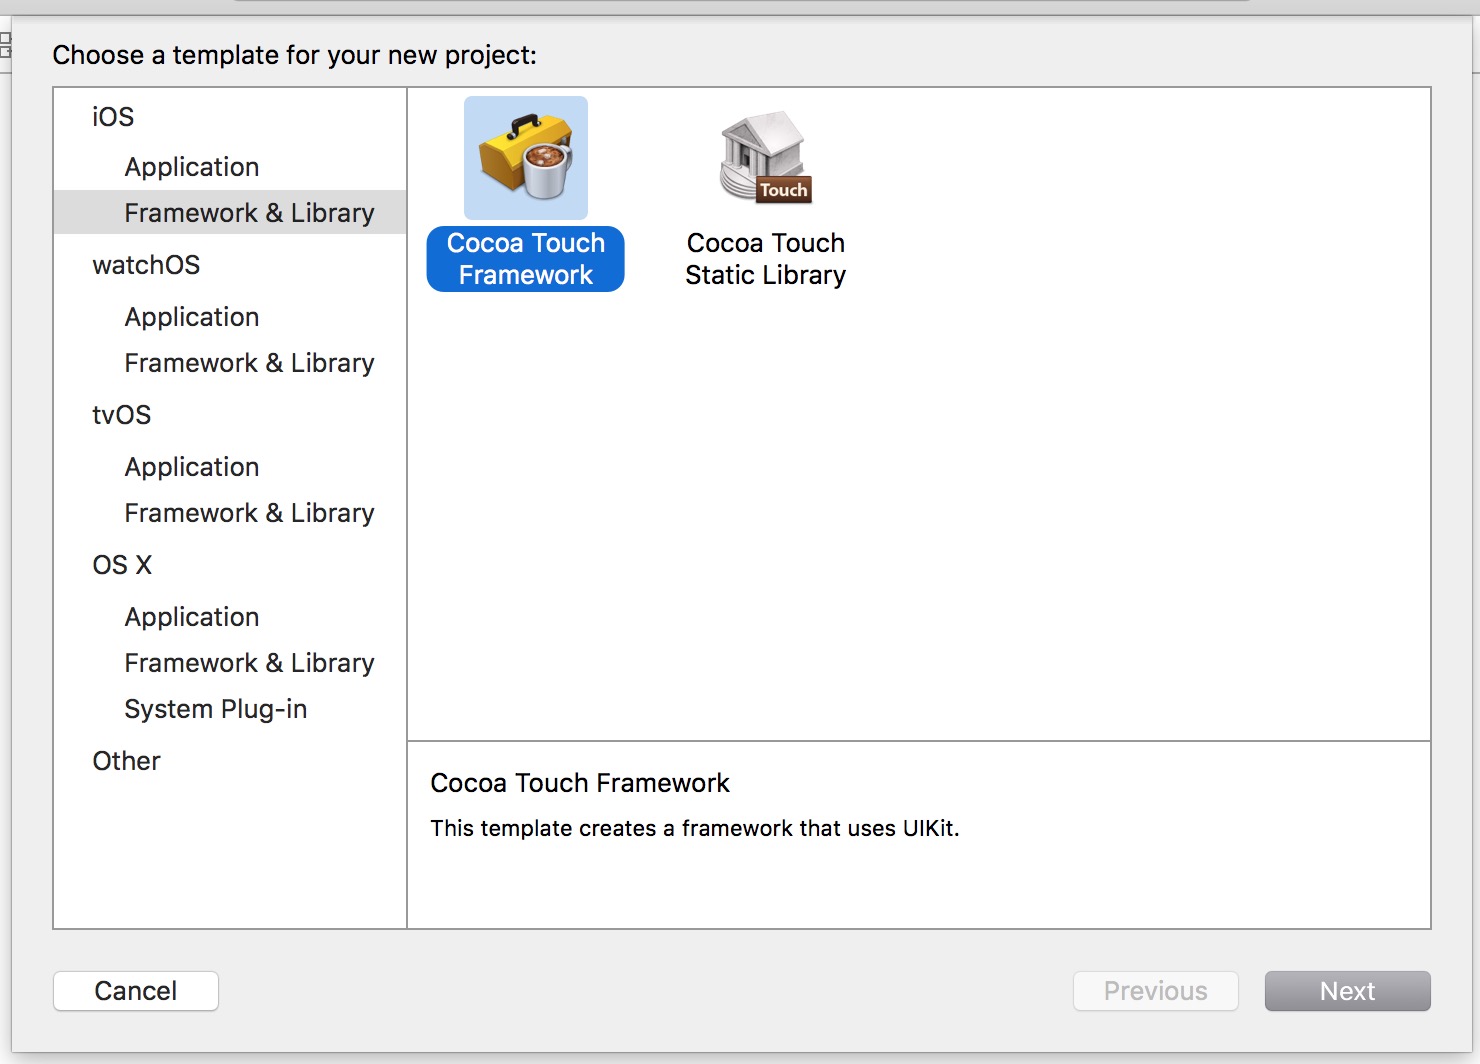 Choose a template for your new project:
iOS
Application
Framework & Library
watchOS
Application
Framework & Library
tvOS
Application
Framework & Library
OS X
Application
Framework & Library
System Plug-in
Other
Touch
Cocoa Touch
Framework
Cocoa Touch
Static Library
Cocoa Touch Framework
This template creates a framework that uses UIKit.
Cancel
Previous
Next